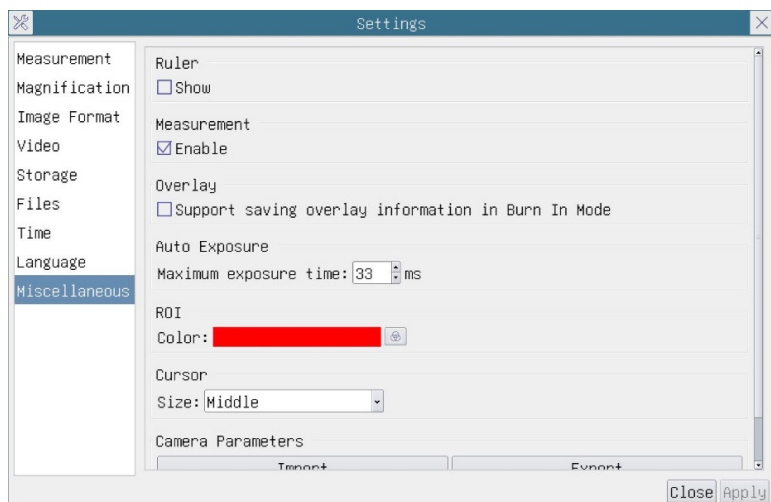 Settings
Measurement
Magnification
Image Format
Video
Storage
Files
Time
Language
Miscellaneous
Ruler
Show
Measurement
Enable
Overlay
Support saving overlay information in Burn In Mode
Auto Exposure
Maximum exposure time: 33 ms
ROI
Color:
Cursor
Size: Middle
Camera Parameters
Import Export
Close Apply